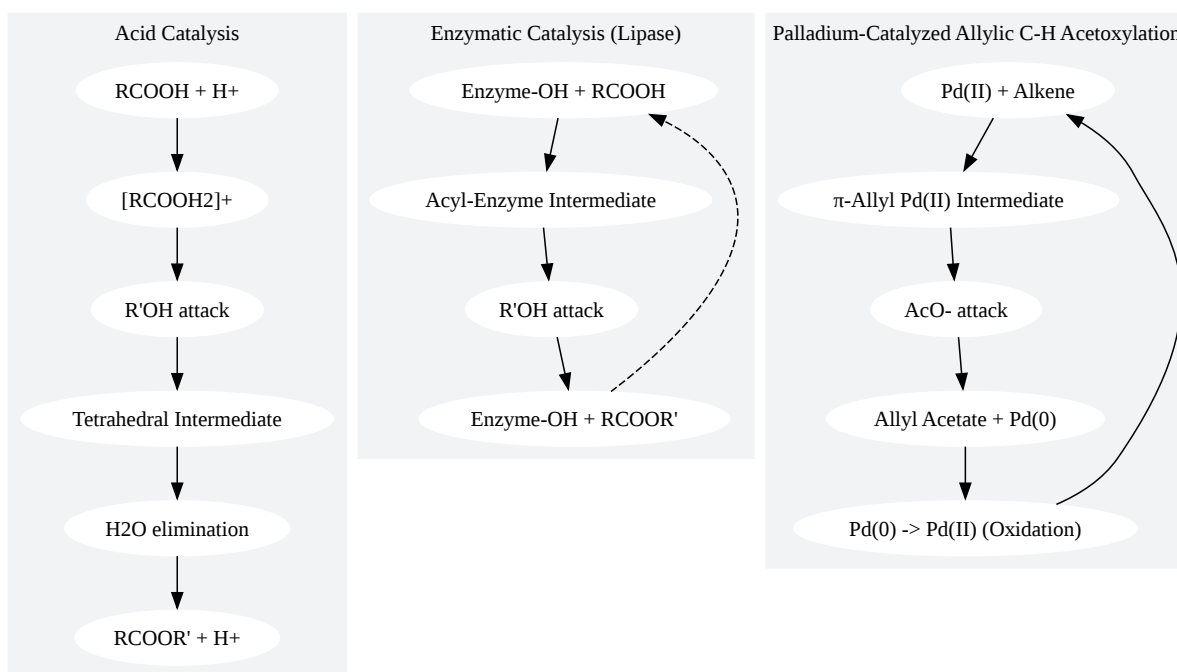 Acid Catalysis
RCOOH + H+
[RCOOH2]+
R'OH attack
Tetrahedral Intermediate
H2O elimination
RCOOR' + H+
Enzymatic Catalysis (Lipase)
Enzyme-OH + RCOOH
Acyl-Enzyme Intermediate
R'OH attack
Enzyme-OH + RCOOR'
Palladium-Catalyzed Allylic C-H Acetoxylation
Pd(II) + Alkene
π-Allyl Pd(II) Intermediate
AcO- attack
Allyl Acetate + Pd(0)
Pd(0) -> Pd(II) (Oxidation)